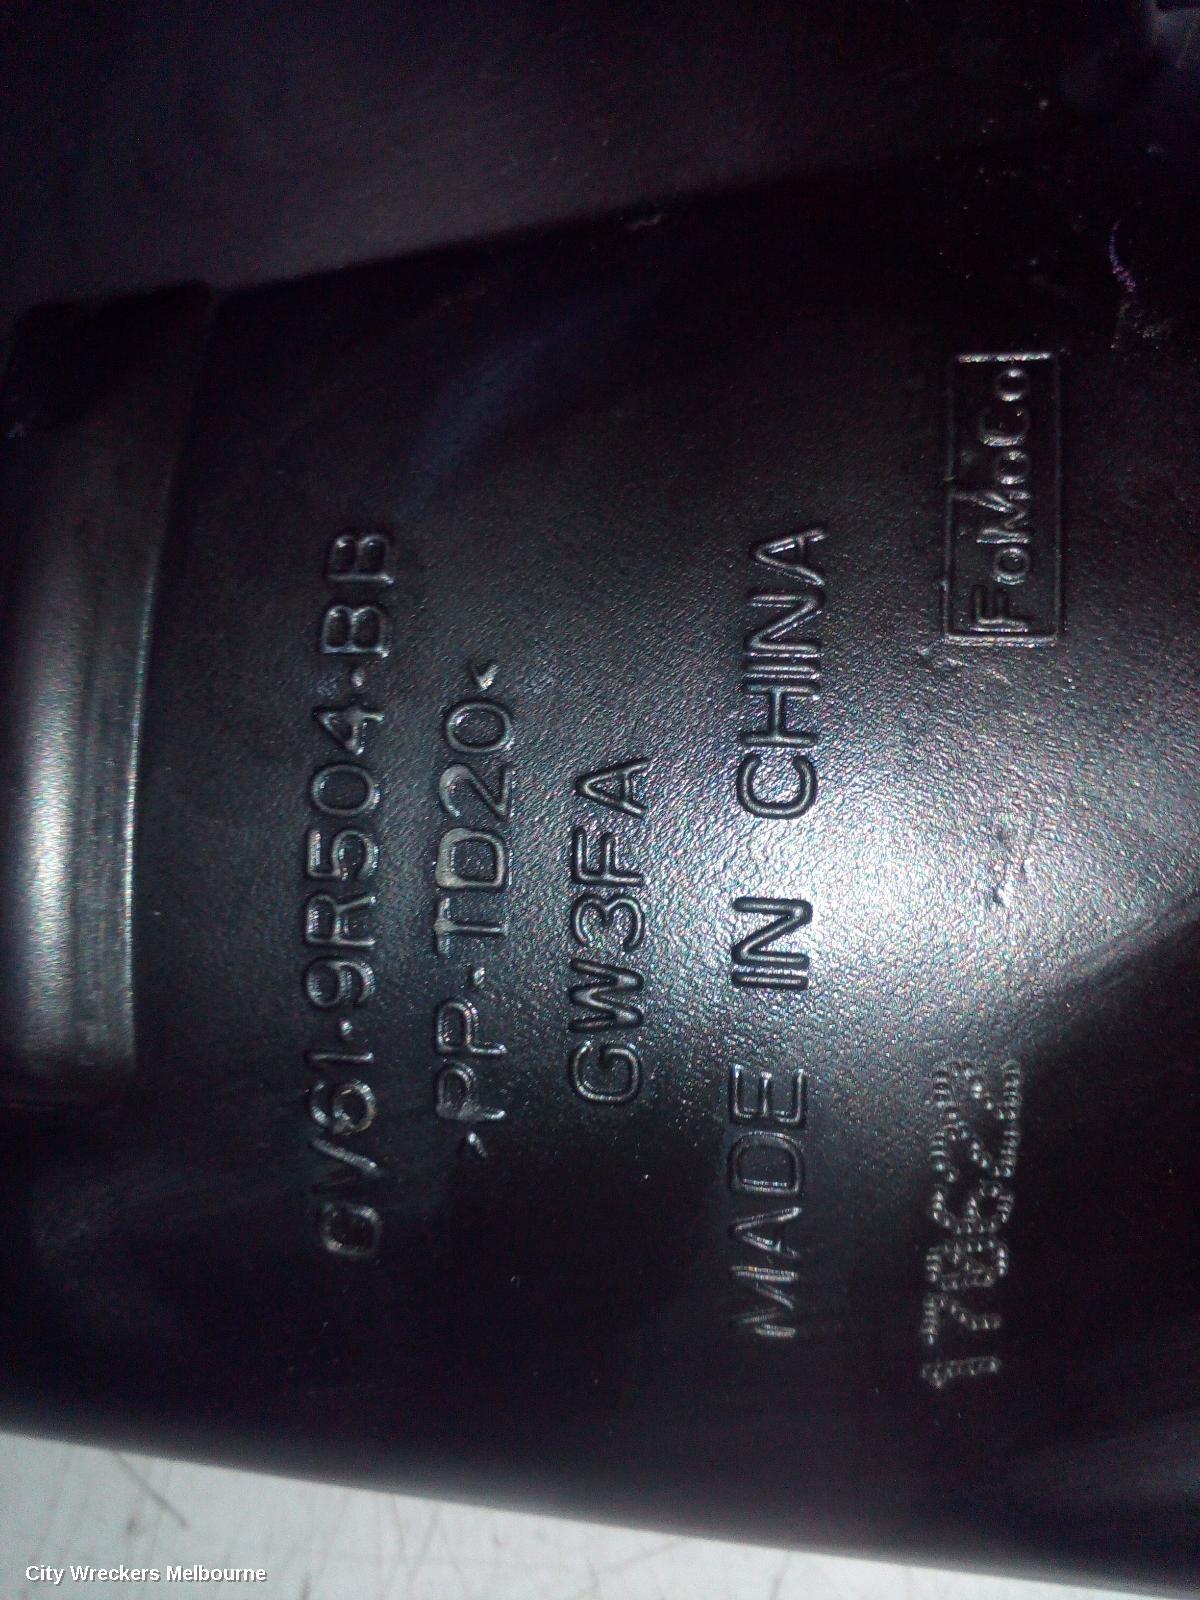 GV61-9R504-BB
>PP-TD20<
GW3FA
MADE IN CHINA
FoMoCo
City Wreckers Melbourne